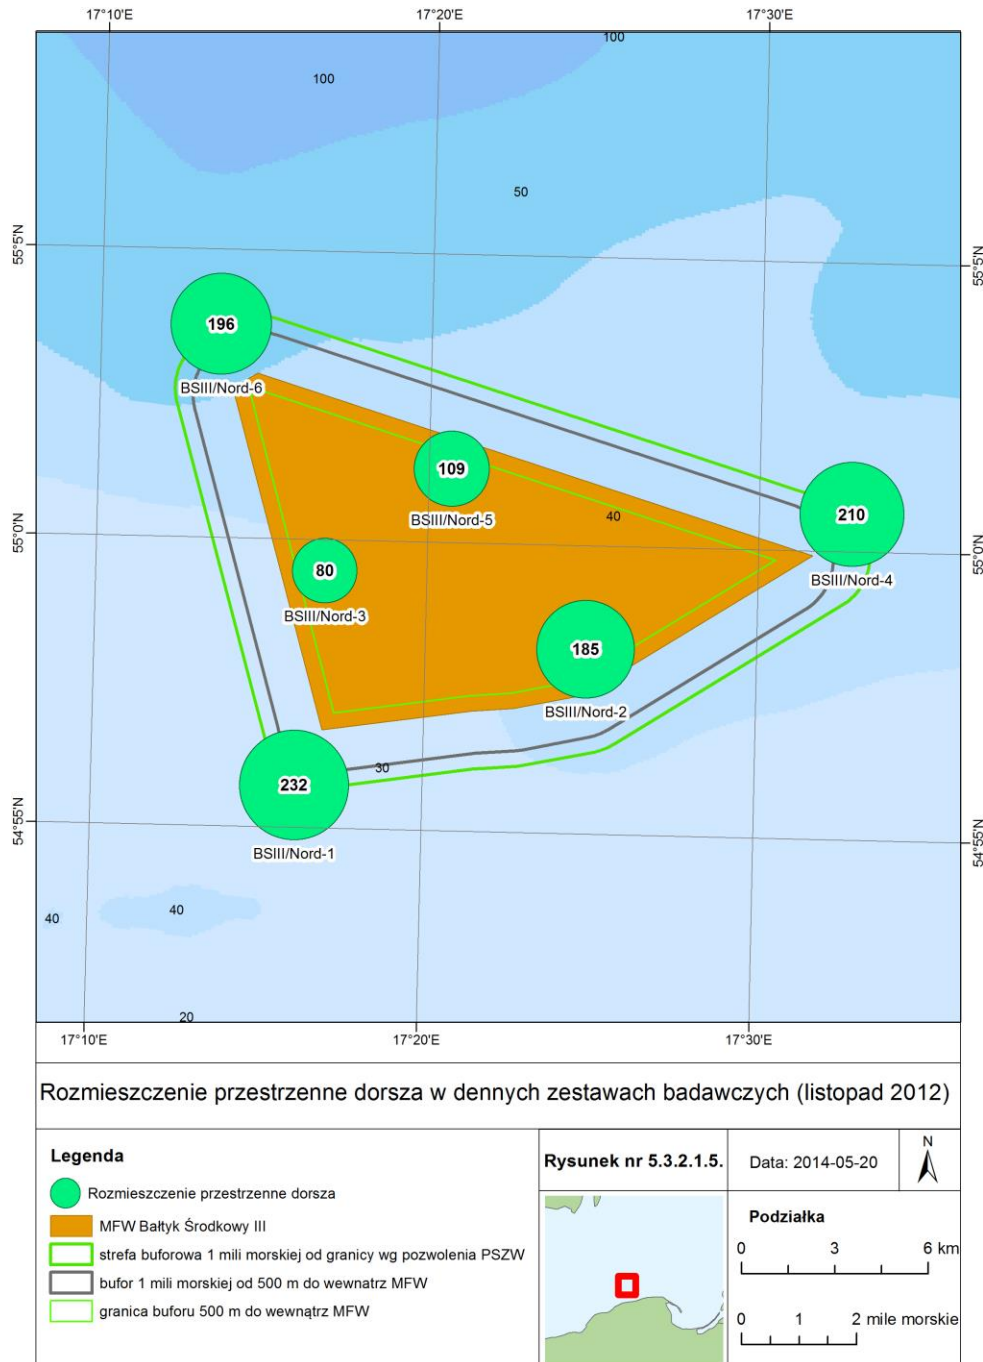 17°10'E
17°20'E
17°30'E
100
100
50
55°5'N
55°5'N
196
BSIII/Nord-6
109
BSIII/Nord-5
40
210
BSIII/Nord-4
55°0'N
55°0'N
80
BSIII/Nord-3
185
BSIII/Nord-2
30
232
BSIII/Nord-1
54°55'N
54°55'N
40
40
20
17°10'E
17°20'E
17°30'E
Rozmieszczenie przestrzenne dorsza w dennych zestawach badawczych (listopad 2012)
Legenda
Rozmieszczenie przestrzenne dorsza
MFW Bałtyk Środkowy III
strefa buforowa 1 mili morskiej od granicy wg pozwolenia PSZW
bufor 1 mili morskiej od 500 m do wewnatrz MFW
granica buforu 500 m do wewnątrz MFW
Rysunek nr 5.3.2.1.5.
Data: 2014-05-20
N
Podziałka
0 3 6 km
0 1 2 mile morskie